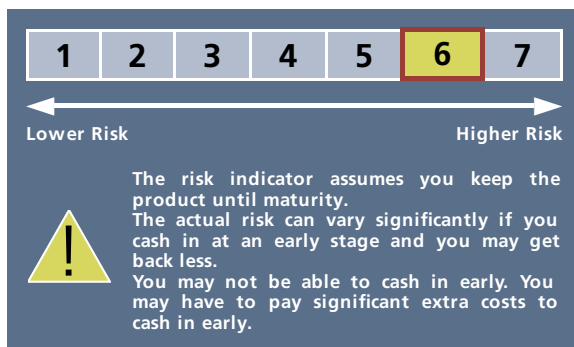 1 2 3 4 5 6 7
Lower Risk Higher Risk
The risk indicator assumes you keep the
product until maturity.
The actual risk can vary significantly if you
cash in at an early stage and you may get
back less.
You may not be able to cash in early. You
may have to pay significant extra costs to
cash in early.
!